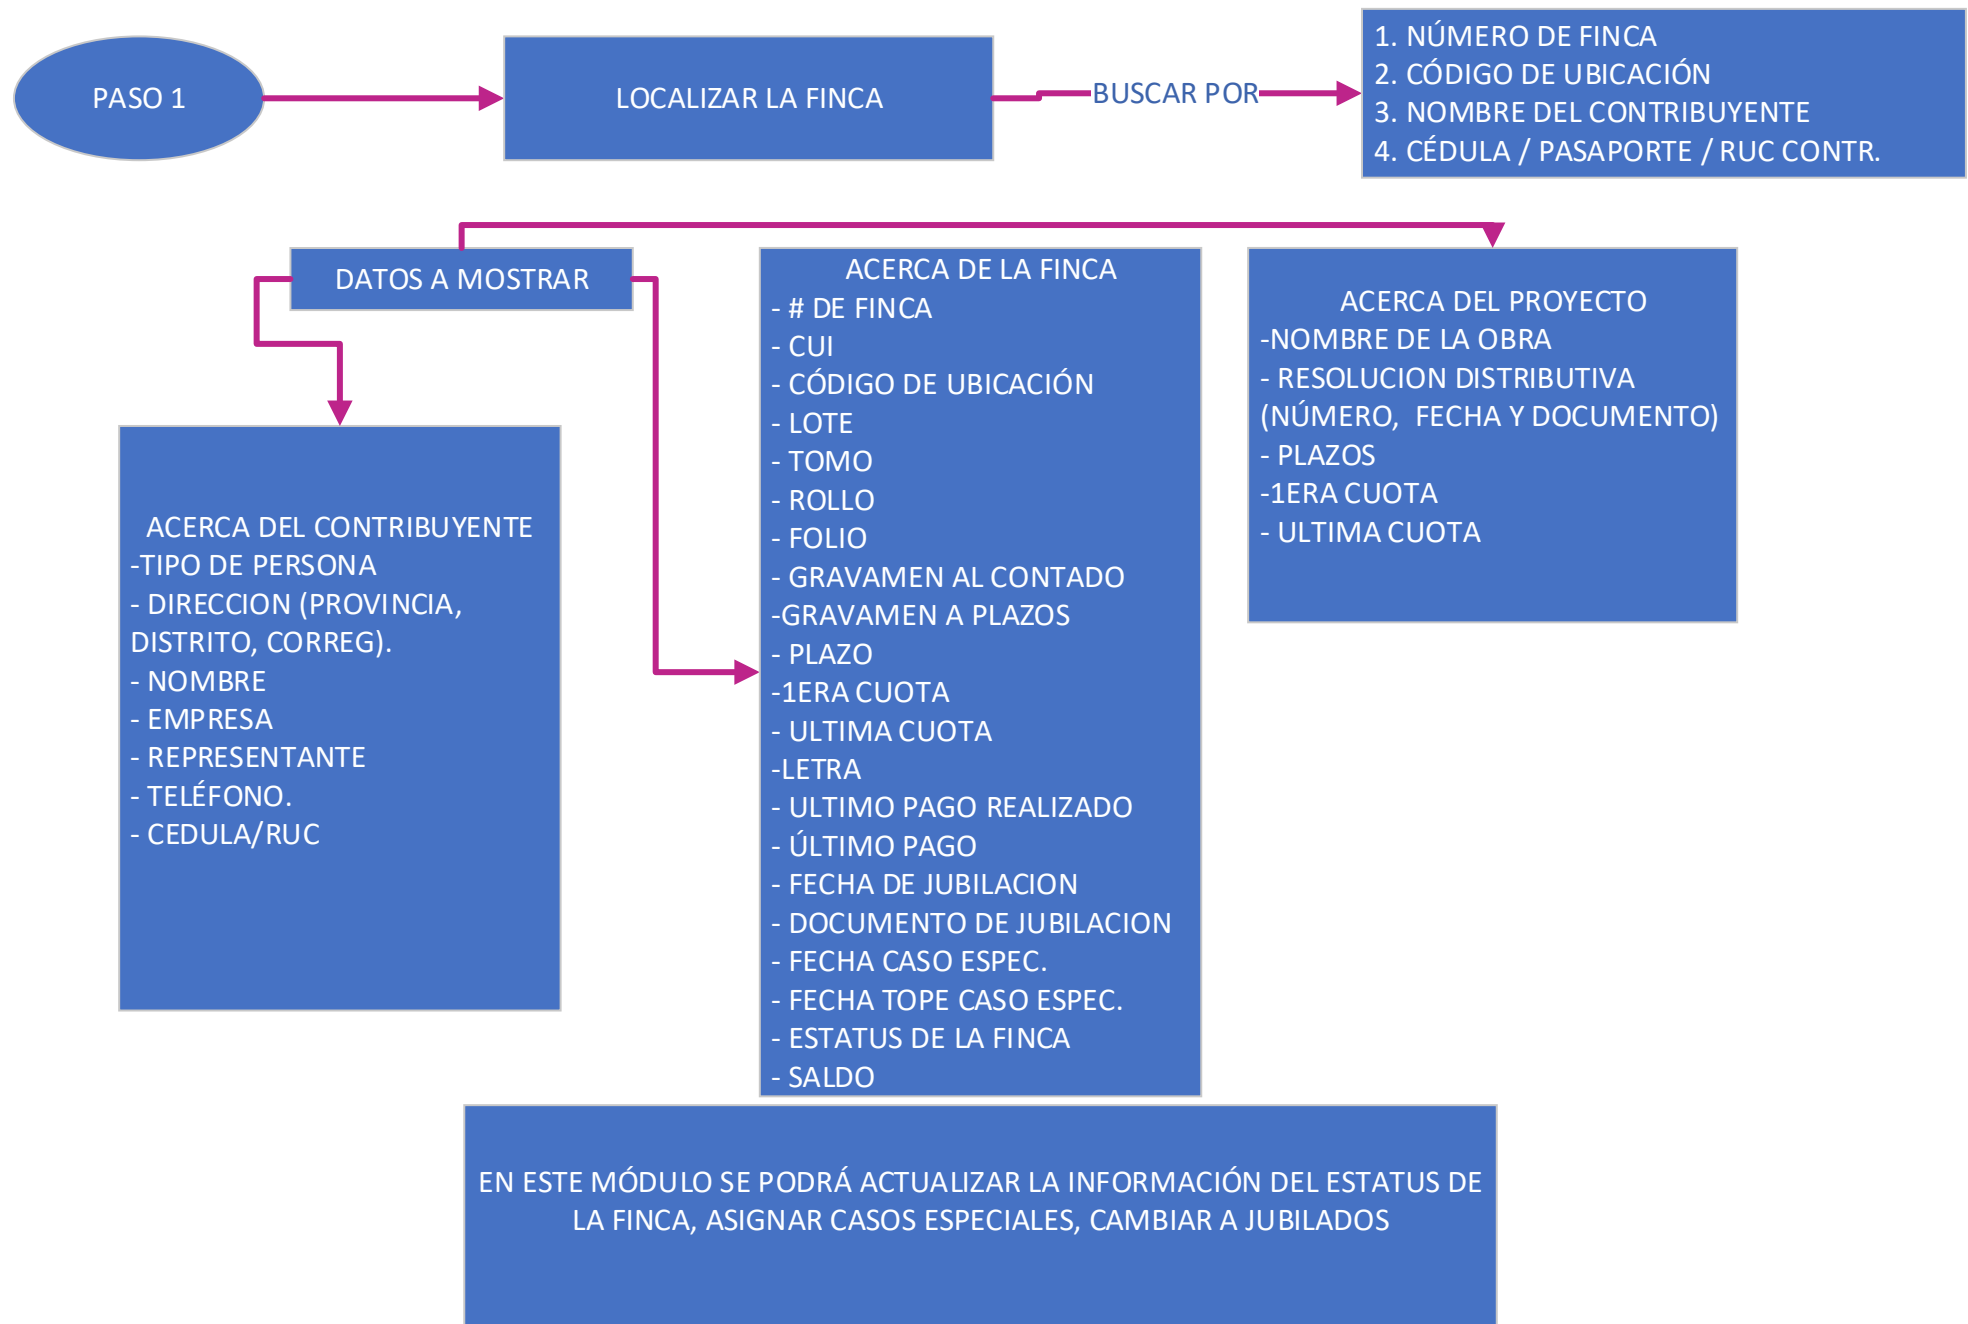 PASO 1
LOCALIZAR LA FINCA
BUSCAR POR
1. NÚMERO DE FINCA
2. CÓDIGO DE UBICACIÓN
3. NOMBRE DEL CONTRIBUYENTE
4. CÉDULA / PASAPORTE / RUC CONTR.
DATOS A MOSTRAR
ACERCA DEL CONTRIBUYENTE
-TIPO DE PERSONA
- DIRECCION (PROVINCIA,
DISTRITO, CORREG).
- NOMBRE
- EMPRESA
- REPRESENTANTE
- TELÉFONO.
- CEDULA/RUC
ACERCA DE LA FINCA
- # DE FINCA
- CUI
- CÓDIGO DE UBICACIÓN
- LOTE
- TOMO
- ROLLO
- FOLIO
- GRAVAMEN AL CONTADO
-GRAVAMEN A PLAZOS
- PLAZO
-1ERA CUOTA
- ULTIMA CUOTA
-LETRA
- ULTIMO PAGO REALIZADO
- ÚLTIMO PAGO
- FECHA DE JUBILACION
- DOCUMENTO DE JUBILACION
- FECHA CASO ESPEC.
- FECHA TOPE CASO ESPEC.
- ESTATUS DE LA FINCA
- SALDO
ACERCA DEL PROYECTO
-NOMBRE DE LA OBRA
- RESOLUCION DISTRIBUTIVA
(NÚMERO,  FECHA Y DOCUMENTO)
- PLAZOS
-1ERA CUOTA
- ULTIMA CUOTA
EN ESTE MÓDULO SE PODRÁ ACTUALIZAR LA INFORMACIÓN DEL ESTATUS DE
LA FINCA, ASIGNAR CASOS ESPECIALES, CAMBIAR A JUBILADOS